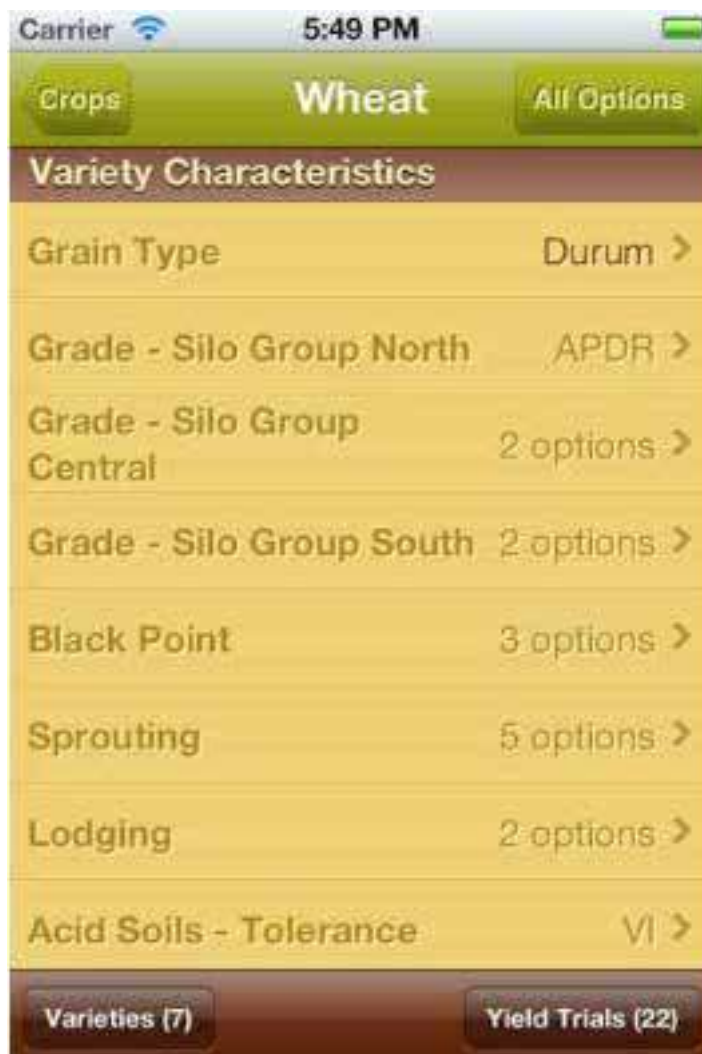 Carrier 5:49 PM
Crops Wheat All Options
Variety Characteristics
Grain Type Durum >
Grade - Silo Group North APDR >
Grade - Silo Group
Central 2 options >
Grade - Silo Group South 2 options >
Black Point 3 options >
Sprouting 5 options >
Lodging 2 options >
Acid Soils - Tolerance VI >
Varieties (7) Yield Trials (22)